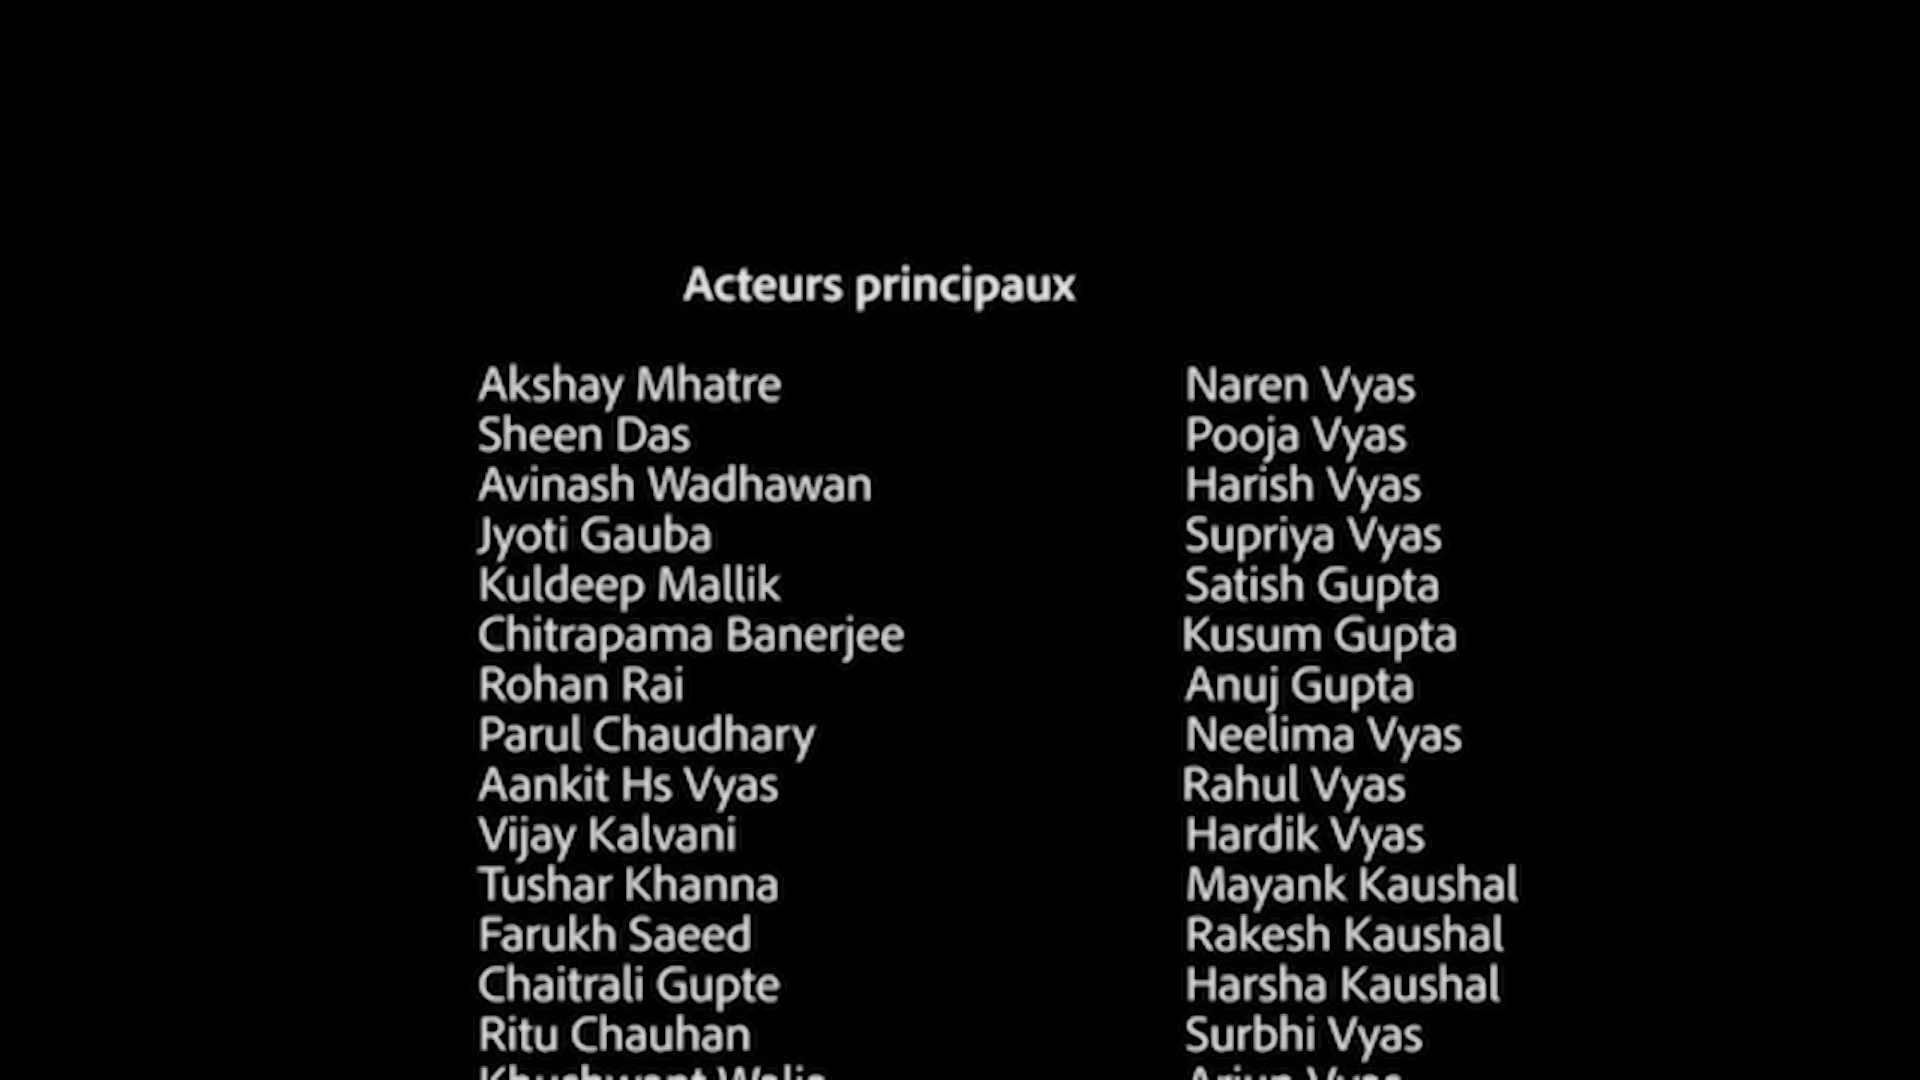 Acteurs principaux
Akshay Mhatre Naren Vyas
Sheen Das Pooja Vyas
Avinash Wadhawan Harish Vyas
Jyoti Gauba Supriya Vyas
Kuldeep Mallik Satish Gupta
Chitrapama Banerjee Kusum Gupta
Rohan Rai Anuj Gupta
Parul Chaudhary Neelima Vyas
Aankit Hs Vyas Rahul Vyas
Vijay Kalvani Hardik Vyas
Tushar Khanna Mayank Kaushal
Farukh Saeed Rakesh Kaushal
Chaitrali Gupte Harsha Kaushal
Ritu Chauhan Surbhi Vyas